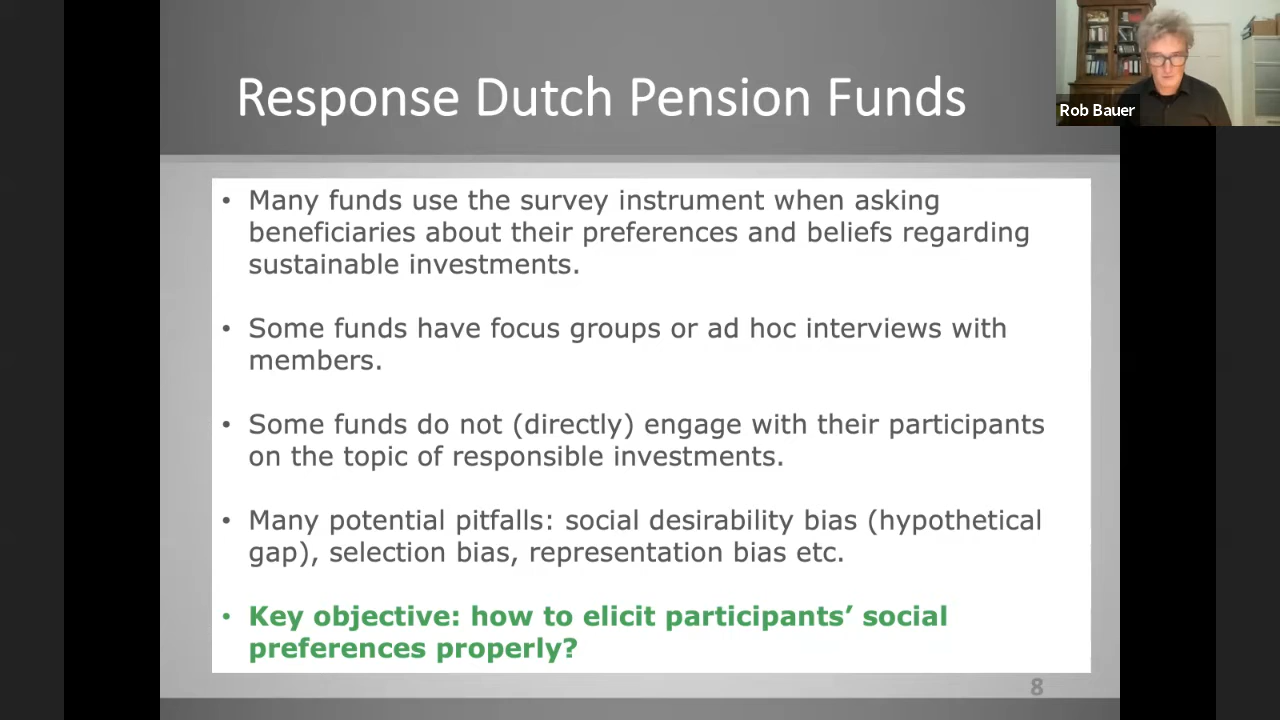 Response Dutch Pension Funds
Rob Bauer
• Many funds use the survey instrument when asking
beneficiaries about their preferences and beliefs regarding
sustainable investments.
• Some funds have focus groups or ad hoc interviews with
members.
• Some funds do not (directly) engage with their participants
on the topic of responsible investments.
• Many potential pitfalls: social desirability bias (hypothetical
gap), selection bias, representation bias etc.
• Key objective: how to elicit participants’ social
preferences properly?
8